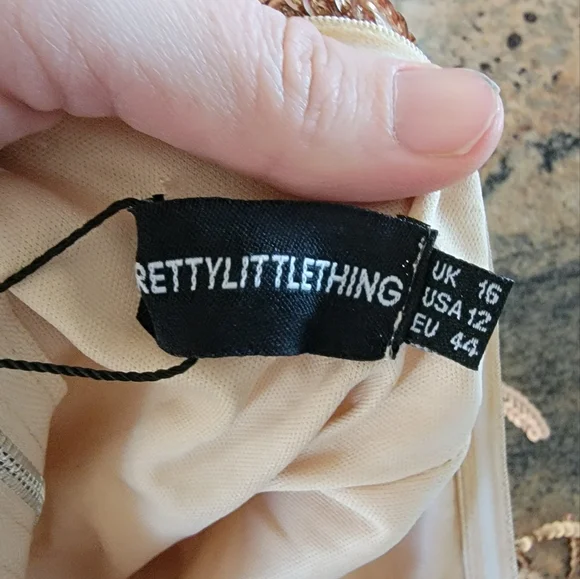 RETTYLITTLETHING
UK 16
USA 12
EU 44